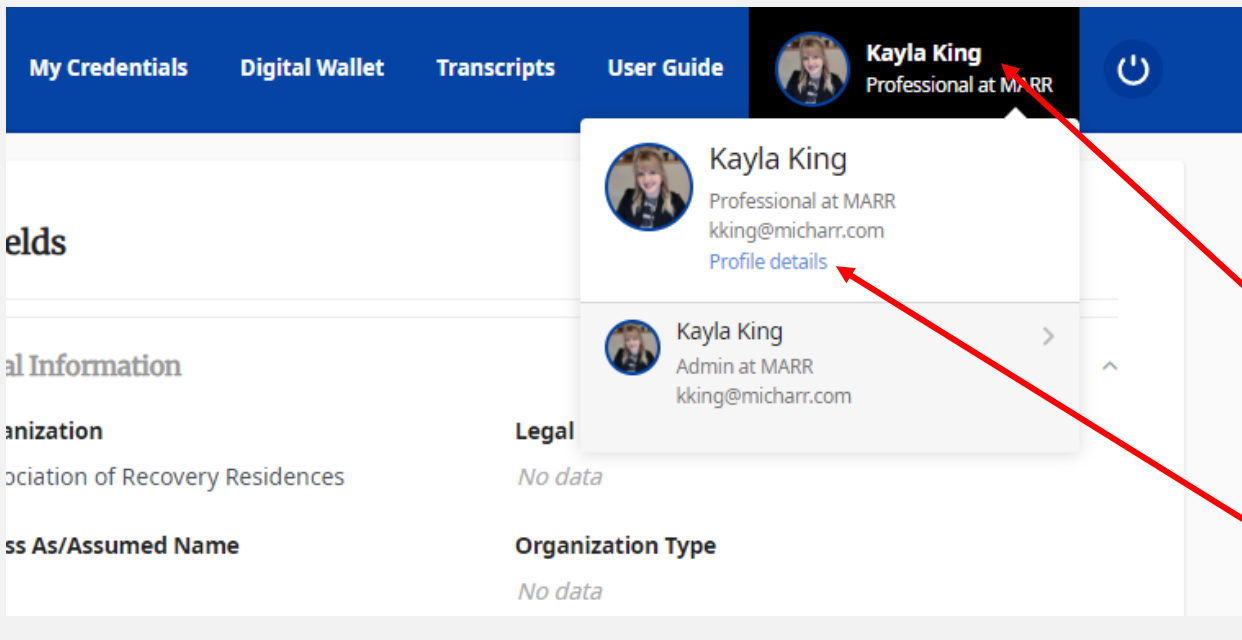 My Credentials
Digital Wallet
Transcripts
User Guide
Kayla King
Professional at MARR
Kayla King
Professional at MARR
kking@micharr.com
Profile details
Kayla King
Admin at MARR
kking@micharr.com
elds
al Information
anization
Legal
ociation of Recovery Residences
No data
ss As/Assumed Name
Organization Type
No data